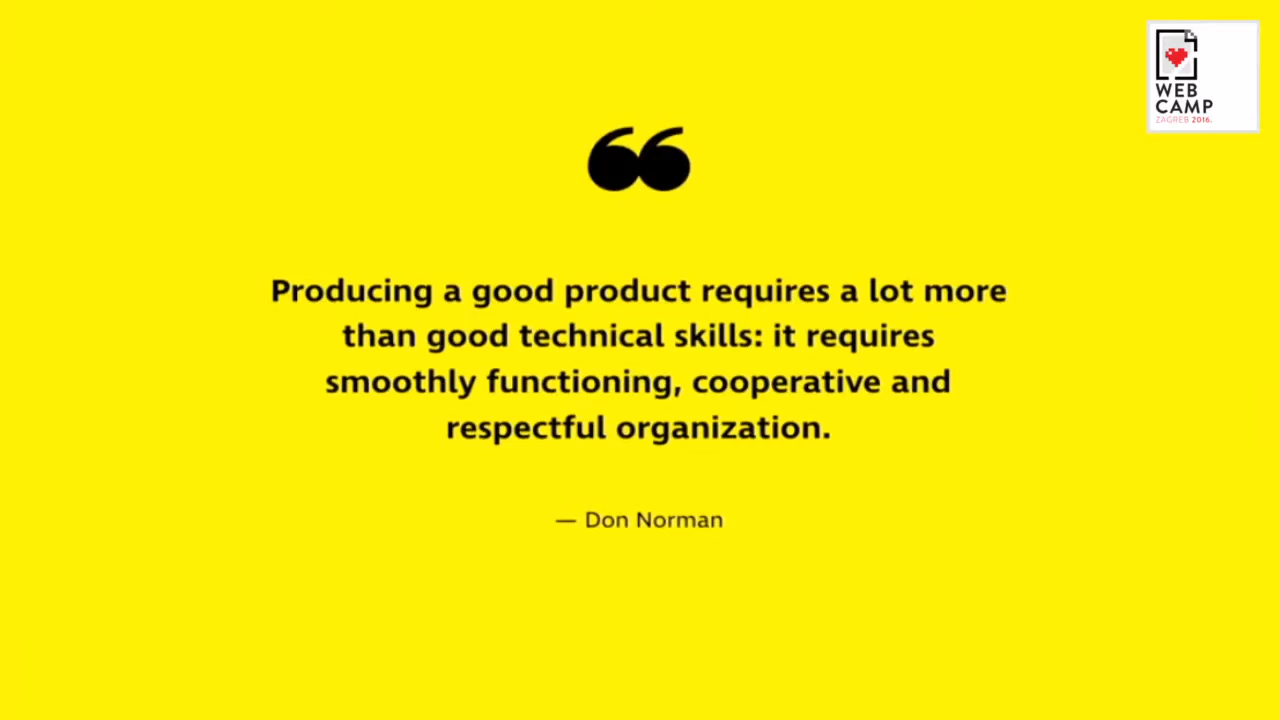 WEB
CAMP
ZAGREB 2016.
“
Producing a good product requires a lot more
than good technical skills: it requires
smoothly functioning, cooperative and
respectful organization.
— Don Norman